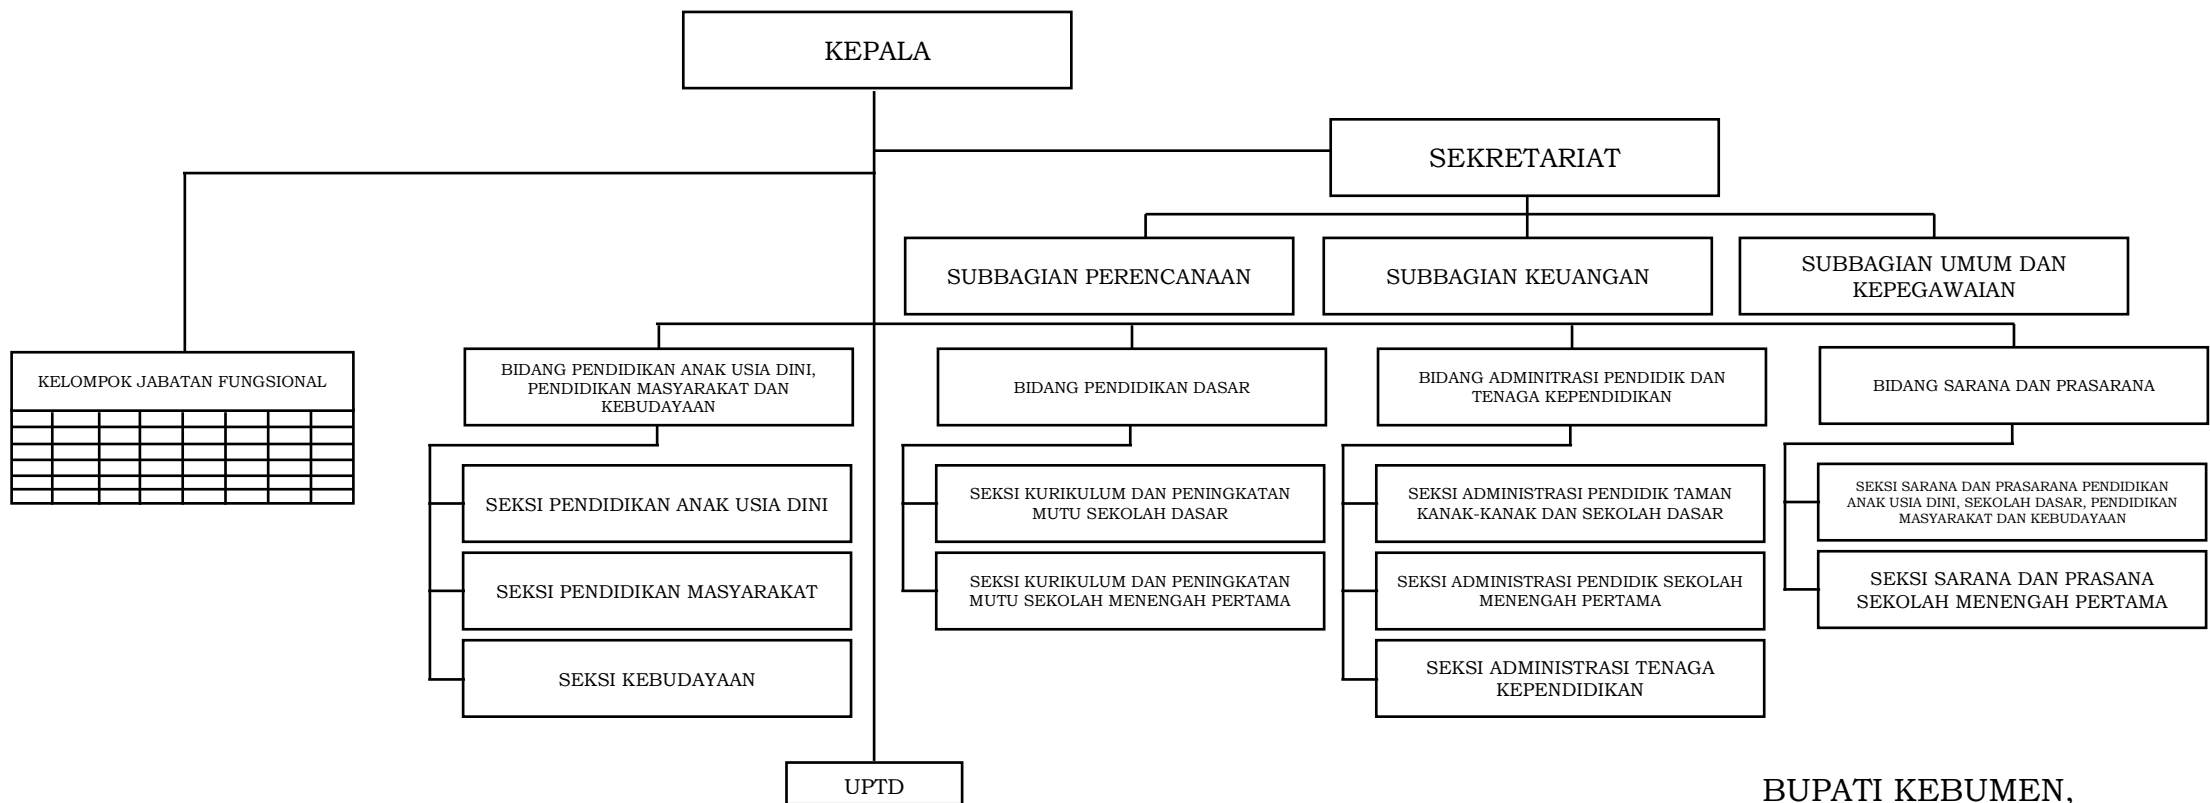 KEPALA
SEKRETARIAT
SUBBAGIAN PERENCANAAN
SUBBAGIAN KEUANGAN
SUBBAGIAN UMUM DAN
KEPEGAWAIAN
KELOMPOK JABATAN FUNGSIONAL
BIDANG PENDIDIKAN ANAK USIA DINI,
PENDIDIKAN MASYARAKAT DAN
KEBUDAYAAN
BIDANG PENDIDIKAN DASAR
BIDANG ADMINITRASI PENDIDIK DAN
TENAGA KEPENDIDIKAN
BIDANG SARANA DAN PRASARANA
SEKSI PENDIDIKAN ANAK USIA DINI
SEKSI PENDIDIKAN MASYARAKAT
SEKSI KEBUDAYAAN
SEKSI KURIKULUM DAN PENINGKATAN
MUTU SEKOLAH DASAR
SEKSI KURIKULUM DAN PENINGKATAN
MUTU SEKOLAH MENENGAH PERTAMA
SEKSI ADMINISTRASI PENDIDIK TAMAN
KANAK-KANAK DAN SEKOLAH DASAR
SEKSI ADMINISTRASI PENDIDIK SEKOLAH
MENENGAH PERTAMA
SEKSI ADMINISTRASI TENAGA
KEPENDIDIKAN
SEKSI SARANA DAN PRASARANA PENDIDIKAN
ANAK USIA DINI, SEKOLAH DASAR, PENDIDIKAN
MASYARAKAT DAN KEBUDAYAAN
SEKSI SARANA DAN PRASANA
SEKOLAH MENENGAH PERTAMA
UPTD
BUPATI KEBUMEN,